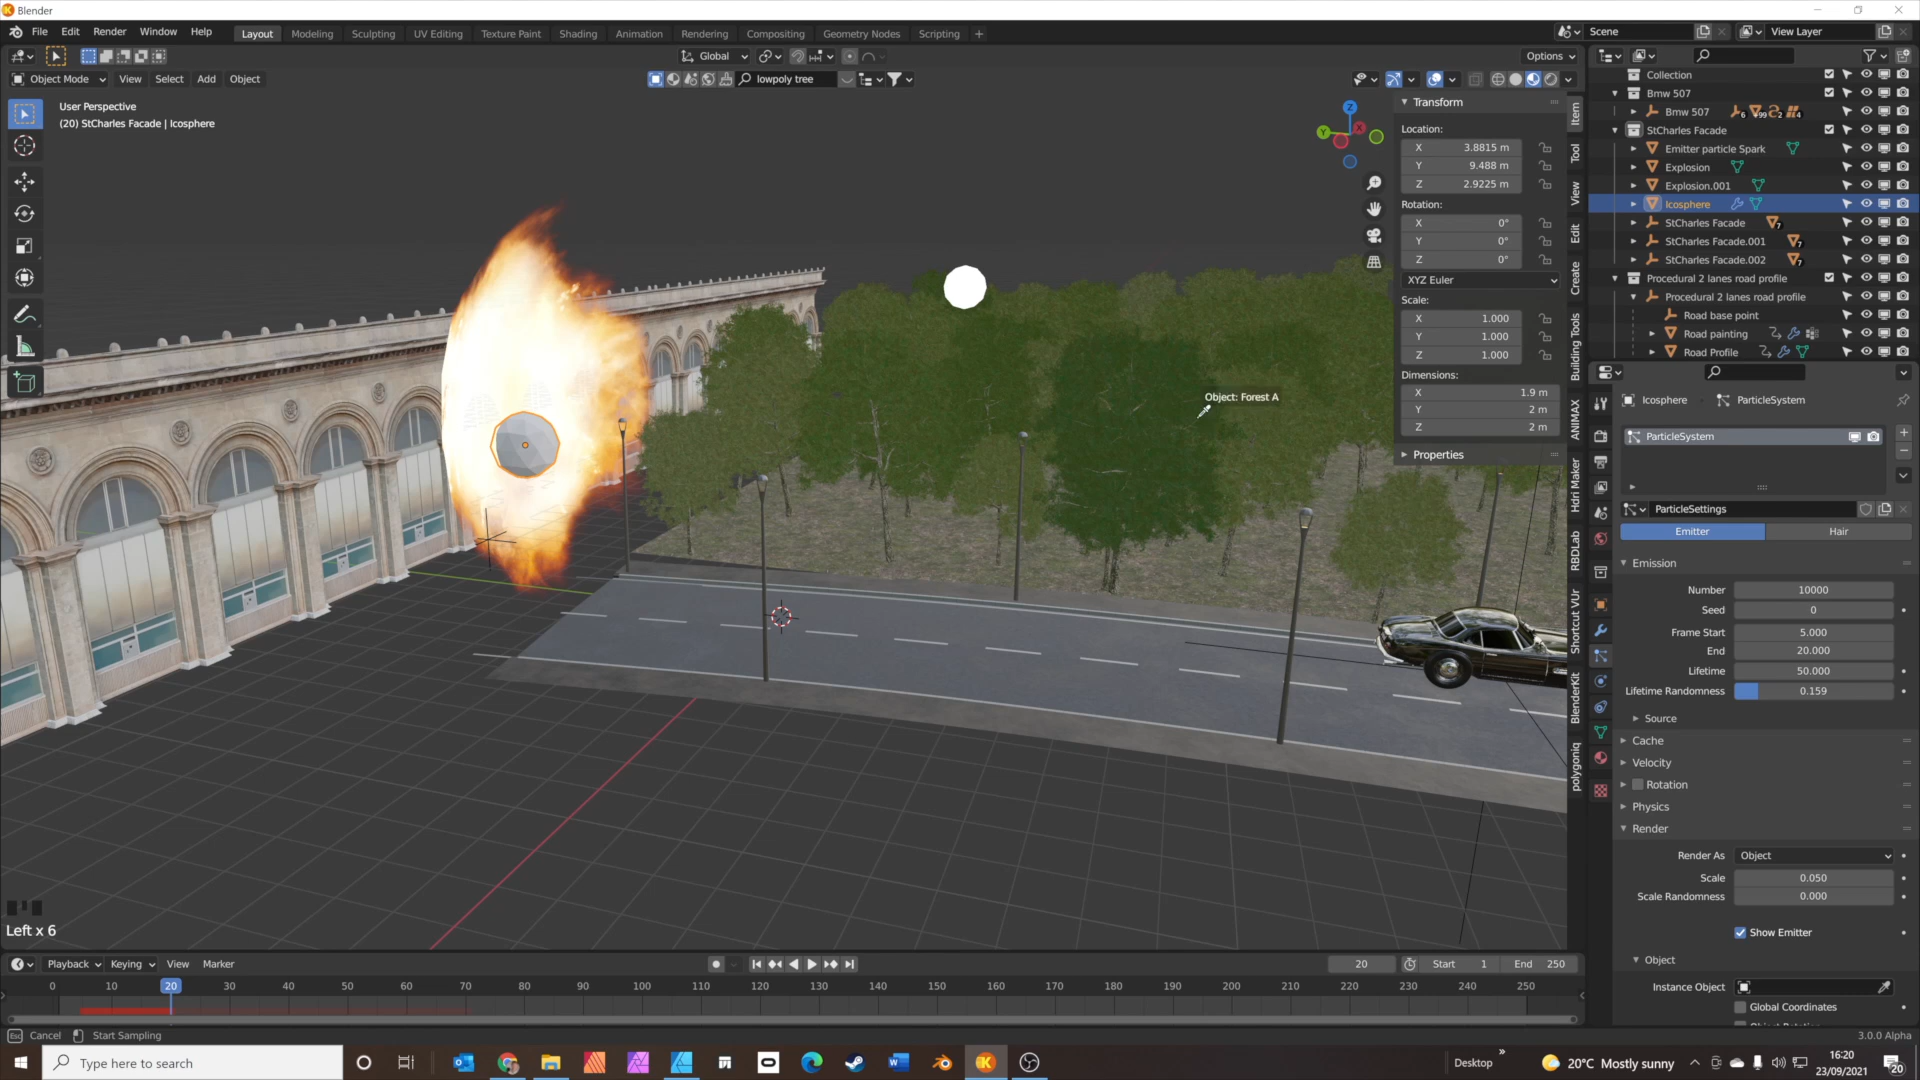 Blender
File Edit Render Window Help
Layout Modeling Sculpting UV Editing Texture Paint Shading Animation Rendering Compositing Geometry Nodes Scripting +
Scene
View Layer
Global
Options
Object Mode View Select Add Object
lowpoly tree
User Perspective
(20) StCharles Facade | Icosphere
Z
Y
X
Object: Forest A
Left x 6
Transform
Location:
X 3.8815 m
Y 9.488 m
Z 2.9225 m
Rotation:
X 0°
Y 0°
Z 0°
XYZ Euler
Scale:
X 1.000
Y 1.000
Z 1.000
Dimensions:
X 1.9 m
Y 2 m
Z 2 m
Properties
Item
Tool
View
Edit
Create
Building Tools
ANIMAX
Hdri Maker
RBDLab
Shortcut VUr
BlenderKit
polygoniq
Collection
Bmw 507
Bmw 507 6 99 2 4
StCharles Facade
Emitter particle Spark
Explosion
Explosion.001
Icosphere
StCharles Facade 7
StCharles Facade.001 7
StCharles Facade.002 7
Procedural 2 lanes road profile
Procedural 2 lanes road profile
Road base point
Road painting
Road Profile
Icosphere ParticleSystem
ParticleSystem
ParticleSettings
Emitter Hair
Emission
Number 10000
Seed 0
Frame Start 5.000
End 20.000
Lifetime 50.000
Lifetime Randomness 0.159
Source
Cache
Velocity
Rotation
Physics
Render
Render As Object
Scale 0.050
Scale Randomness 0.000
Show Emitter
Object
Instance Object
Global Coordinates
Playback Keying View Marker
20 Start 1 End 250
0 10 20 30 40 50 60 70 80 90 100 110 120 130 140 150 160 170 180 190 200 210 220 230 240 250
Esc Cancel Start Sampling
3.0.0 Alpha
Type here to search
Desktop
20°C Mostly sunny
16:20
23/09/2021
20